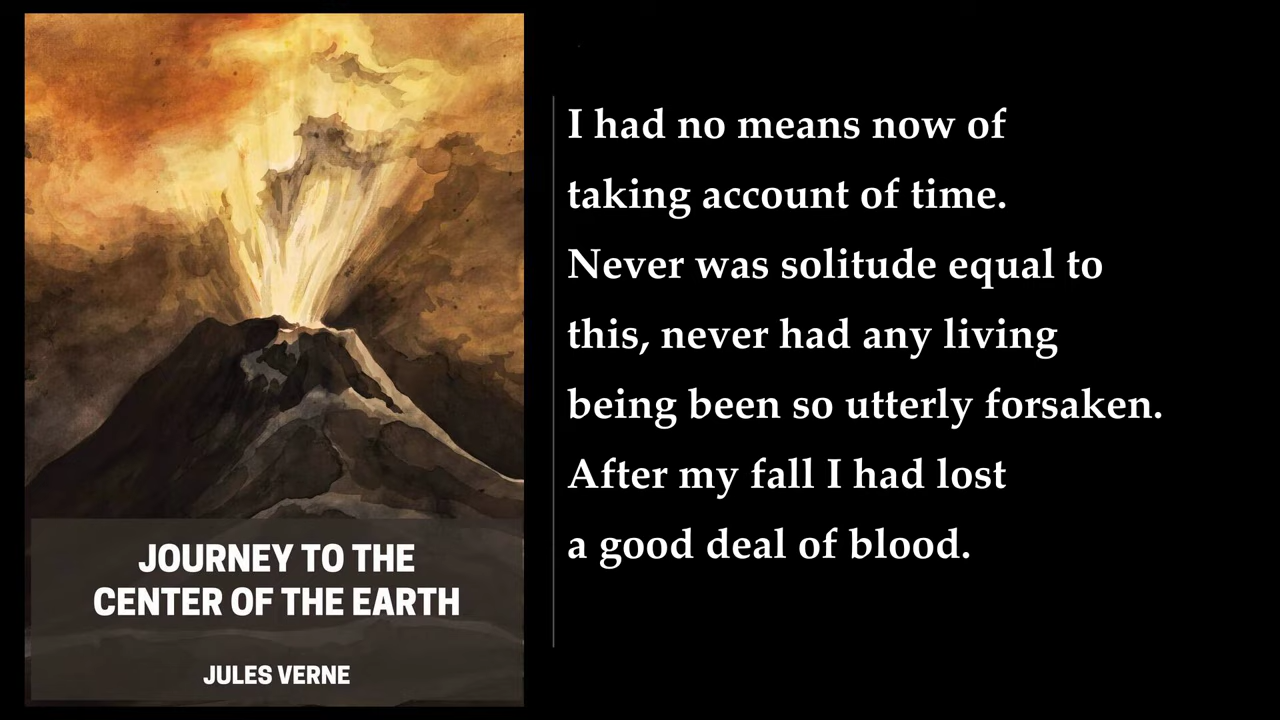 JOURNEY TO THE
CENTER OF THE EARTH
JULES VERNE
I had no means now of
taking account of time.
Never was solitude equal to
this, never had any living
being been so utterly forsaken.
After my fall I had lost
a good deal of blood.